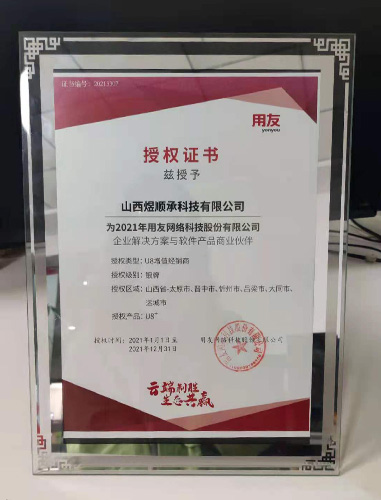 证书编号：
用友
yonyou
授权证书
兹授予
山西煜顺承科技有限公司
为2021年用友网络科技股份有限公司
企业解决方案与软件产品商业伙伴
授权类型：U8增值经销商
授权级别：银牌
授权区域：山西省-太原市、晋中市、忻州市、吕梁市、大同市、
运城市
授权产品：U8+
授权时间：2021年1月1日至
2021年12月31日
用友网络科技股份有限公司
云端制胜
生态共赢